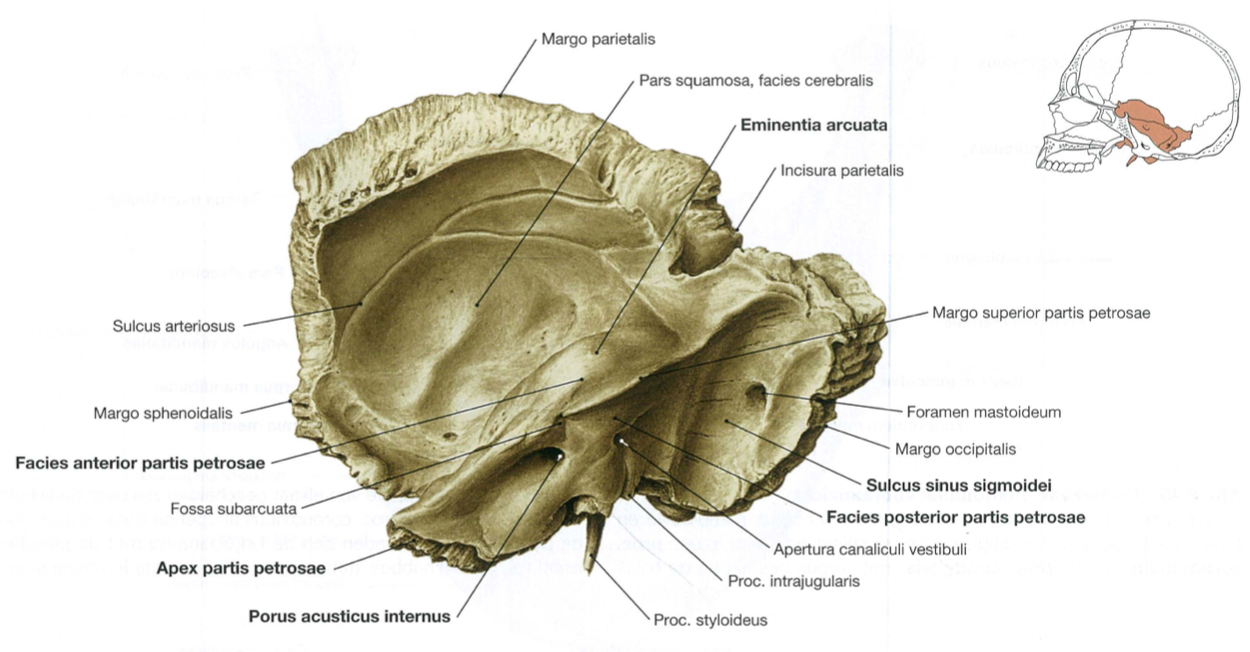 Margo parietalis
Pars squamosa, facies cerebralis
Eminentia arcuata
Incisura parietalis
Margo superior partis petrosae
Sulcus arteriosus
Margo sphenoidalis
Foramen mastoideum
Margo occipitalis
Facies anterior partis petrosae
Sulcus sinus sigmoidei
Fossa subarcuata
Facies posterior partis petrosae
Apertura canaliculi vestibuli
Apex partis petrosae
Proc. intrajugularis
Porus acusticus internus
Proc. styloideus